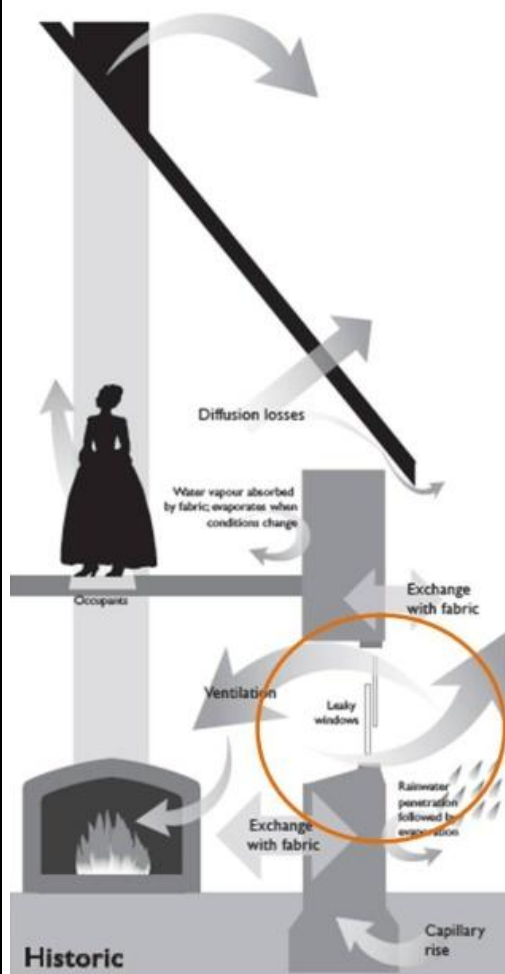 Diffusion losses
Water vapour absorbed
by fabric; evaporates when
conditions change
Occupants
Exchange
with fabric
Ventilation
Leaky
windows
Rainwater
penetration
followed by
evaporation
Exchange
with fabric
Capillary
rise
Historic